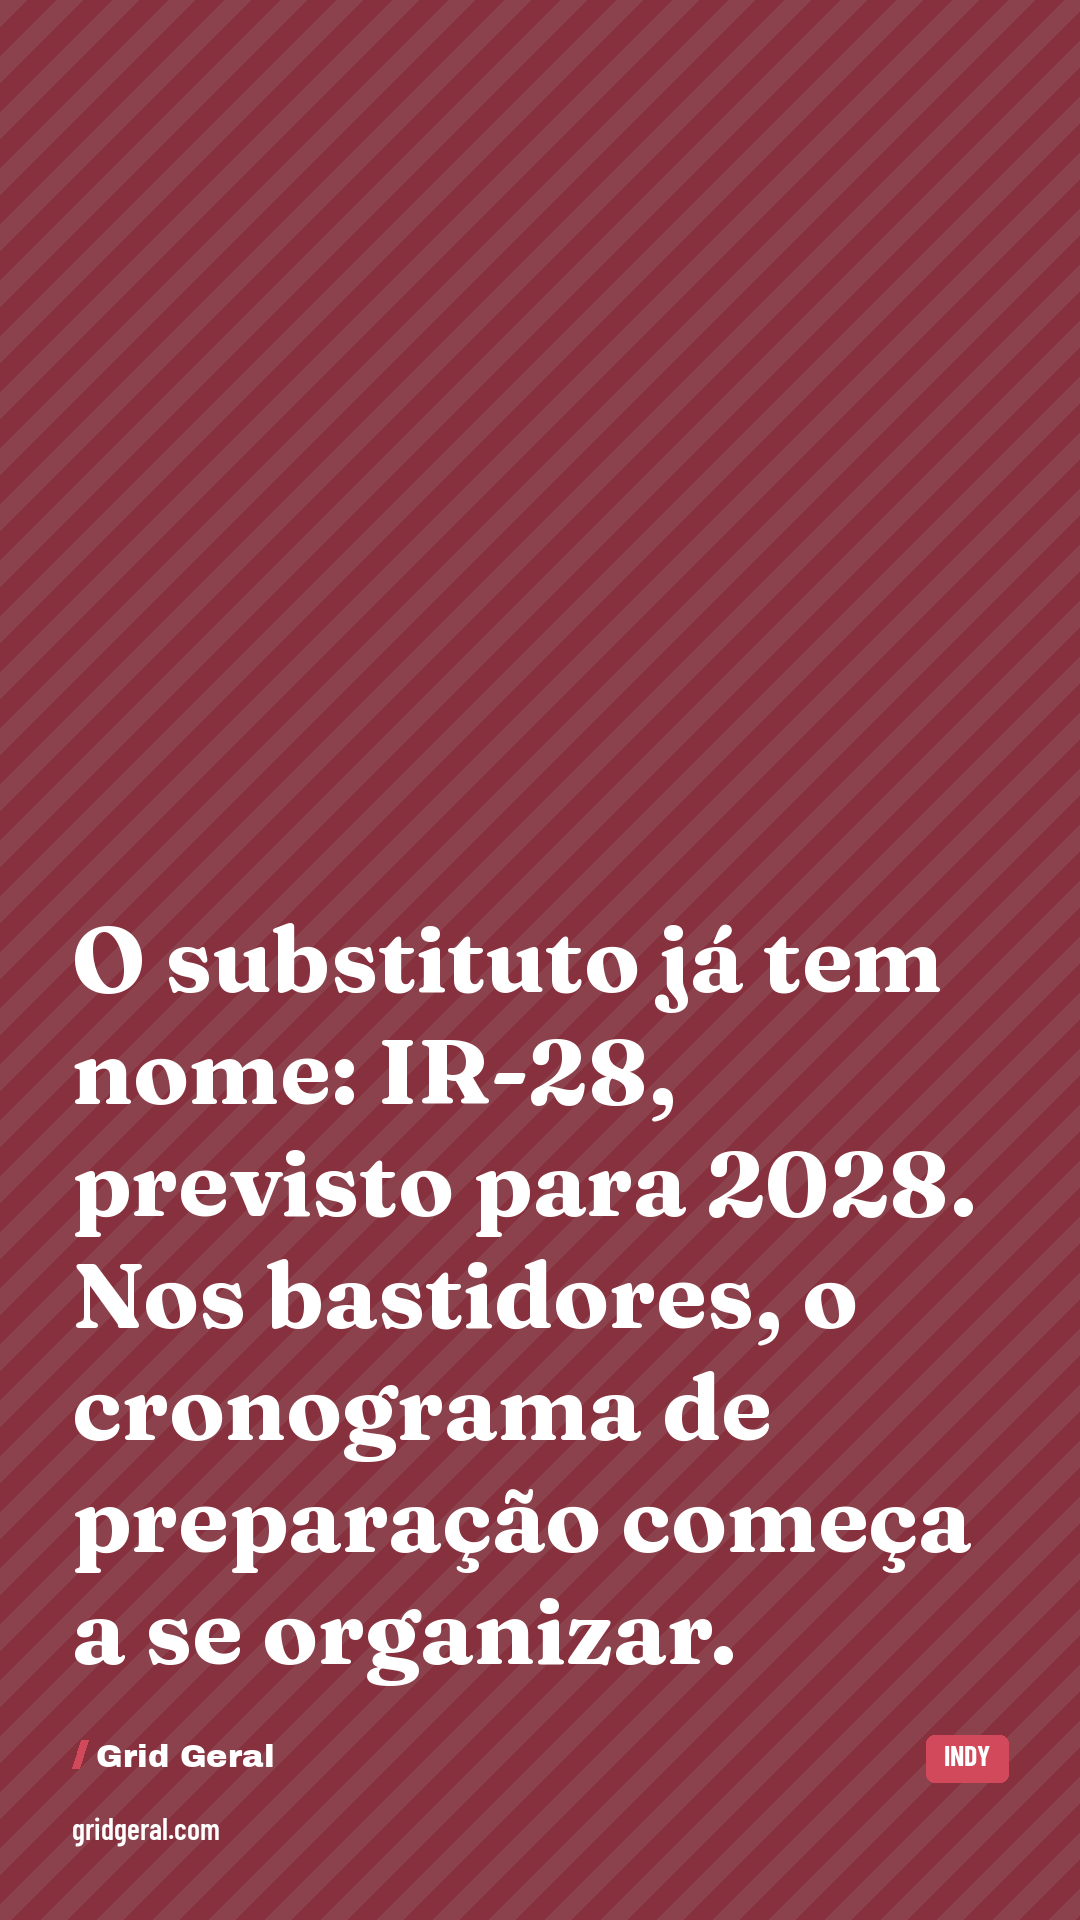 O substituto já tem
nome: IR-28,
previsto para 2028.
Nos bastidores, o
cronograma de
preparação começa
a se organizar.
/ Grid Geral
INDY
gridgeral.com